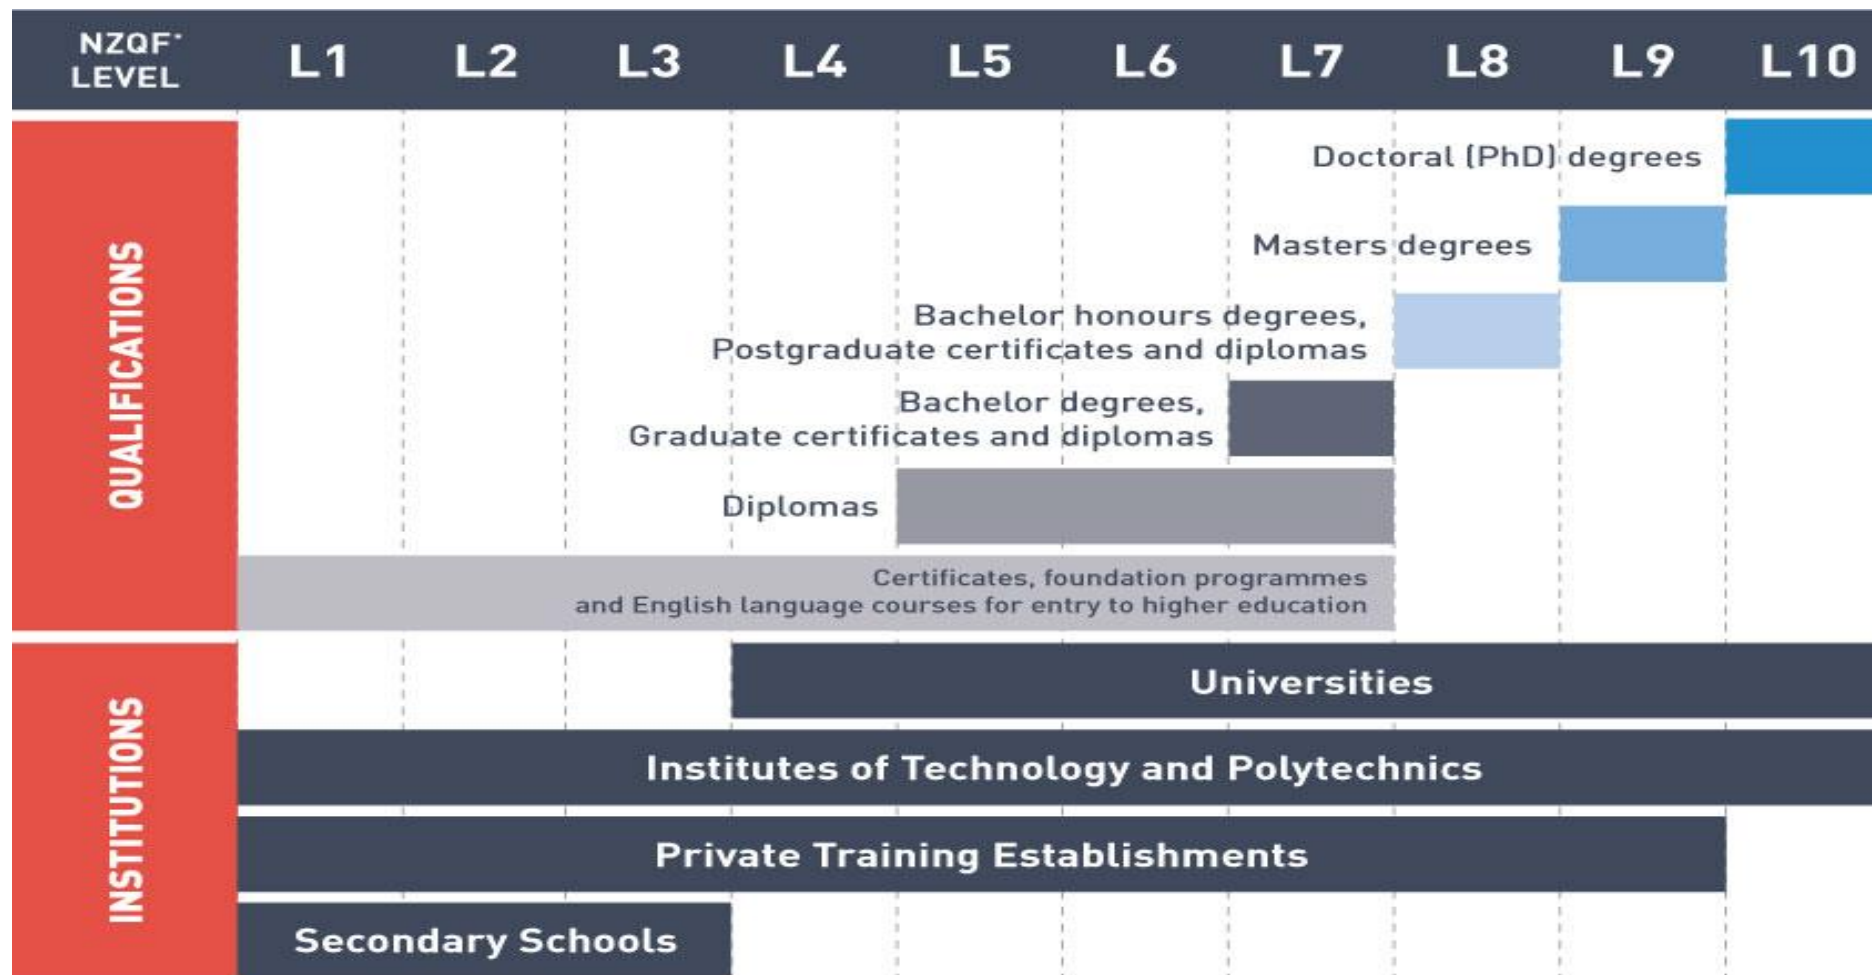 NZQF*
LEVEL
L1 L2 L3 L4 L5 L6 L7 L8 L9 L10
QUALIFICATIONS
Doctoral (PhD) degrees
Masters degrees
Bachelor honours degrees,
Postgraduate certificates and diplomas
Bachelor degrees,
Graduate certificates and diplomas
Diplomas
Certificates, foundation programmes
and English language courses for entry to higher education
INSTITUTIONS
Universities
Institutes of Technology and Polytechnics
Private Training Establishments
Secondary Schools